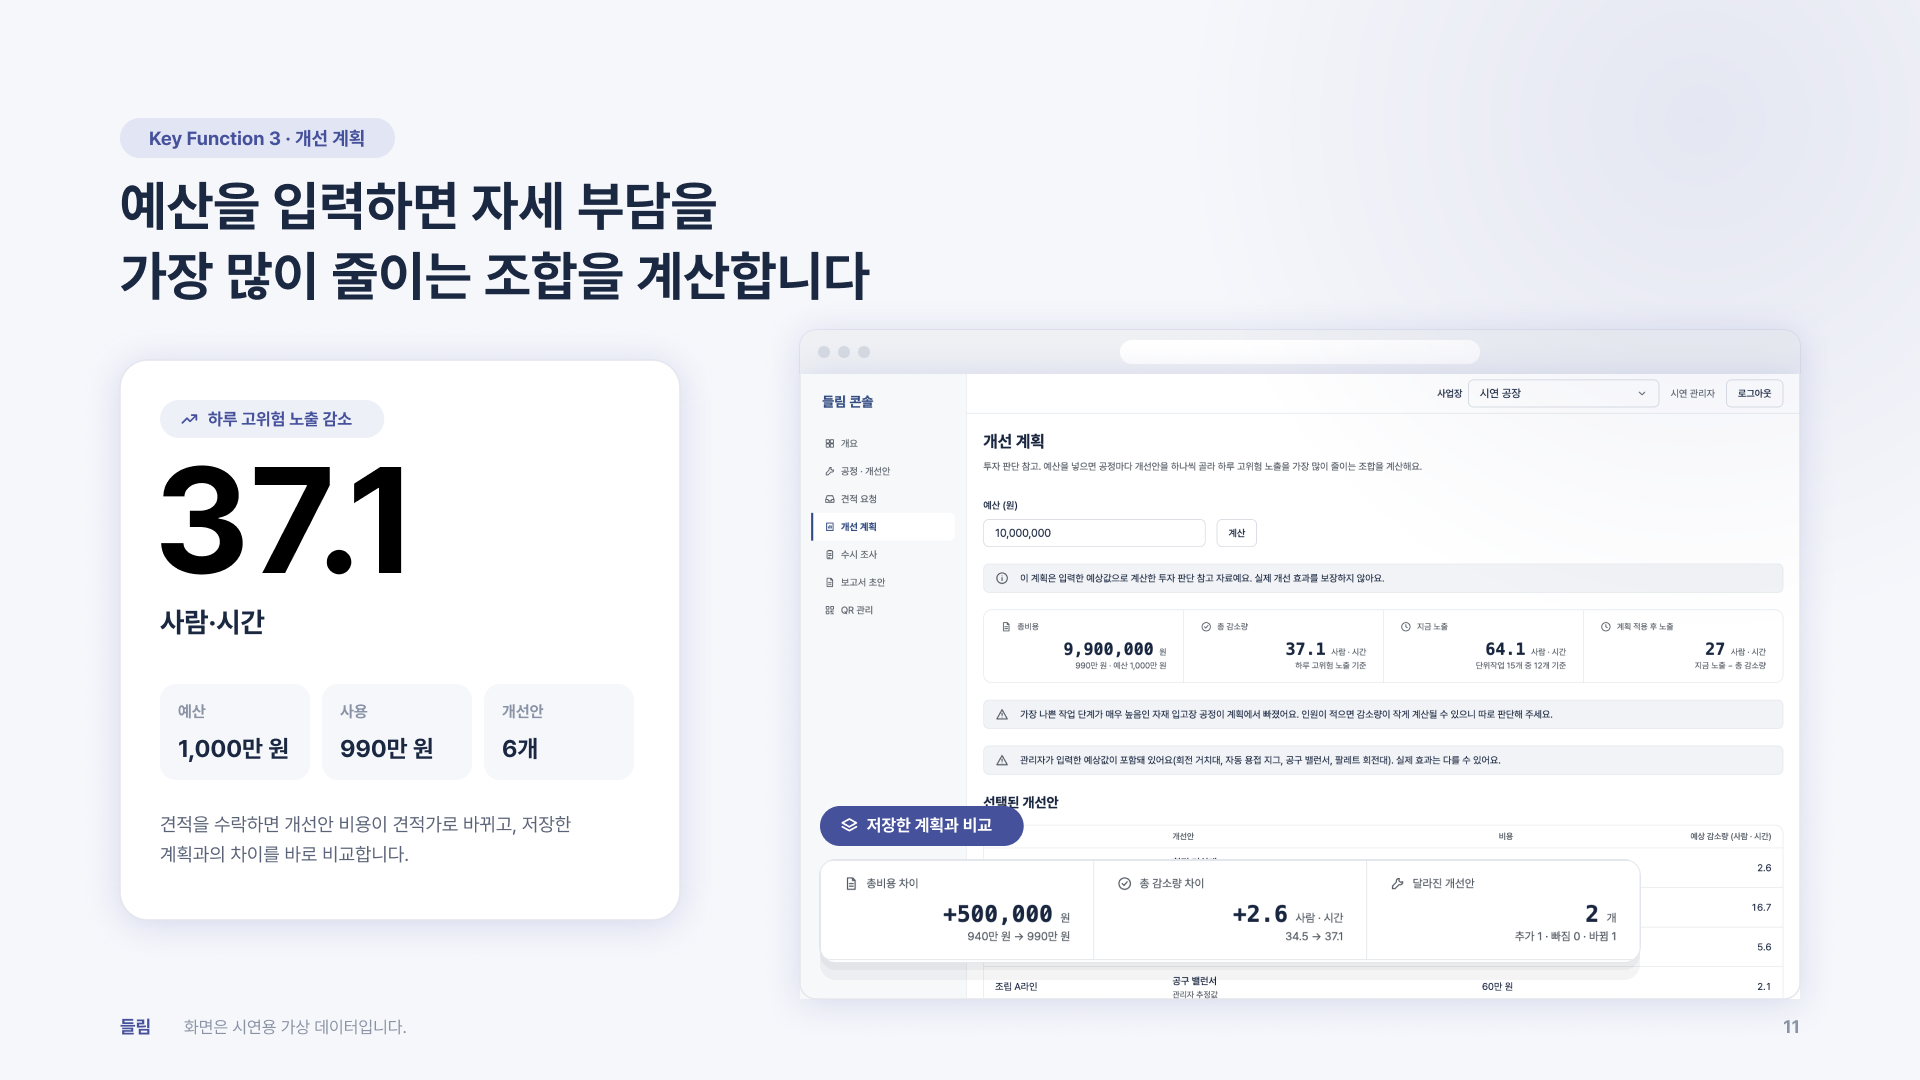 Key Function 3 · 개선 계획
예산을 입력하면 자세 부담을
가장 많이 줄이는 조합을 계산합니다
하루 고위험 노출 감소
37.1
사람·시간
예산
1,000만 원
사용
990만 원
개선안
6개
견적을 수락하면 개선안 비용이 견적가로 바뀌고, 저장한
계획과의 차이를 바로 비교합니다.
들림 콘솔
개요
공정 · 개선안
견적 요청
개선 계획
수시 조사
보고서 초안
QR 관리
사업장
시연 공장
시연 관리자
로그아웃
개선 계획
투자 판단 참고. 예산을 넣으면 공정마다 개선안을 하나씩 골라 하루 고위험 노출을 가장 많이 줄이는 조합을 계산해요.
예산 (원)
10,000,000
계산
이 계획은 입력한 예상값으로 계산한 투자 판단 참고 자료예요. 실제 개선 효과를 보장하지 않아요.
총비용
9,900,000 원
990만 원 · 예산 1,000만 원
총 감소량
37.1 사람 · 시간
하루 고위험 노출 기준
지금 노출
64.1 사람 · 시간
단위작업 15개 중 12개 기준
계획 적용 후 노출
27 사람 · 시간
지금 노출 − 총 감소량
가장 나쁜 작업 단계가 매우 높음인 자재 입고장 공정이 계획에서 빠졌어요. 인원이 적으면 감소량이 작게 계산될 수 있으니 따로 판단해 주세요.
관리자가 입력한 예상값이 포함돼 있어요(회전 거치대, 자동 용접 지그, 공구 밸런서, 팔레트 회전대). 실제 효과는 다를 수 있어요.
선택된 개선안
개선안
비용
예상 감소량 (사람 · 시간)
2.6
16.7
5.6
저장한 계획과 비교
총비용 차이
+500,000 원
940만 원 → 990만 원
총 감소량 차이
+2.6 사람 · 시간
34.5 → 37.1
달라진 개선안
2 개
추가 1 · 빠짐 0 · 바뀜 1
조립 A라인
공구 밸런서
관리자 추정값
60만 원
2.1
들림
화면은 시연용 가상 데이터입니다.
11